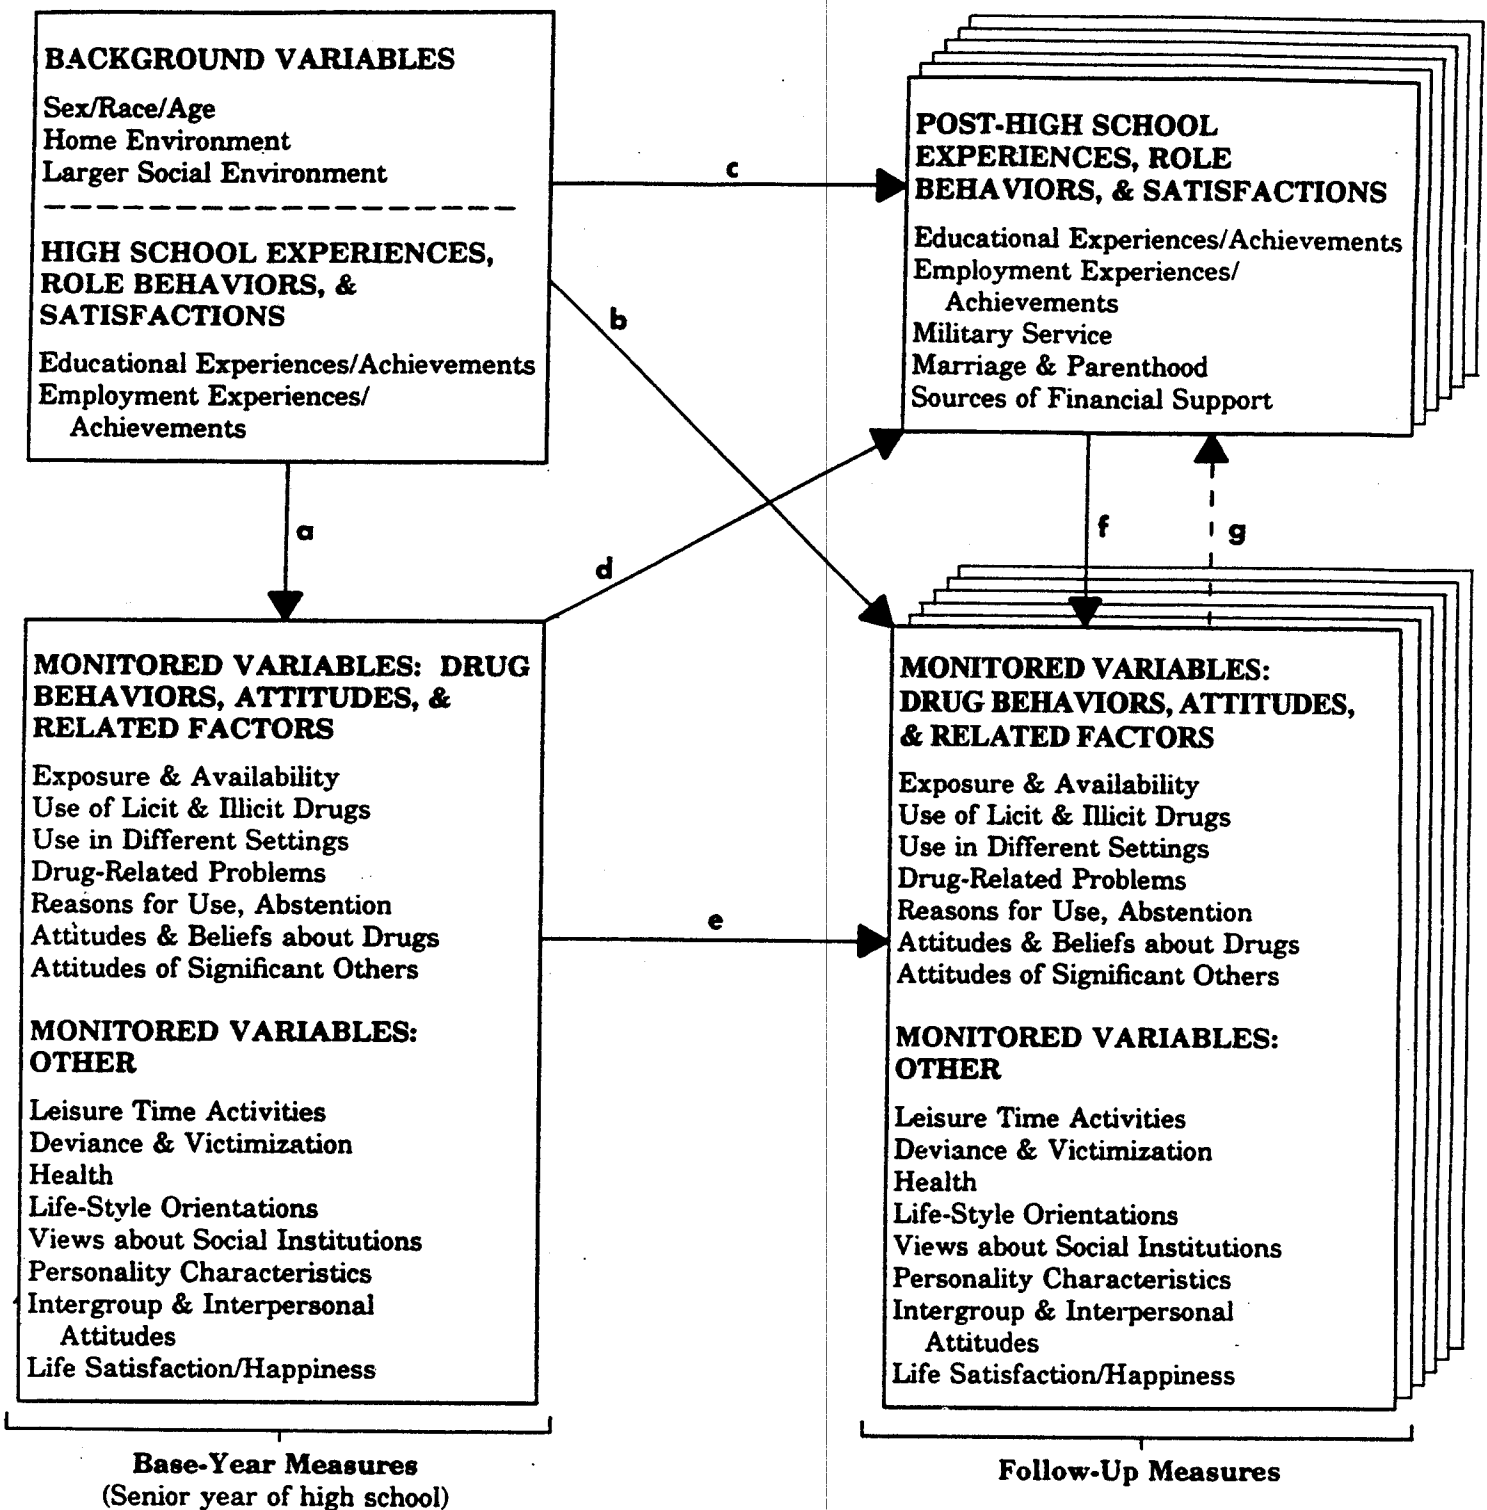 BACKGROUND VARIABLES
Sex/Race/Age
Home Environment
Larger Social Environment
HIGH SCHOOL EXPERIENCES,
ROLE BEHAVIORS, &
SATISFACTIONS
Educational Experiences/Achievements
Employment Experiences/
Achievements
c
b
a
d
POST-HIGH SCHOOL
EXPERIENCES, ROLE
BEHAVIORS, & SATISFACTIONS
Educational Experiences/Achievements
Employment Experiences/
Achievements
Military Service
Marriage & Parenthood
Sources of Financial Support
f
g
MONITORED VARIABLES: DRUG
BEHAVIORS, ATTITUDES, &
RELATED FACTORS
Exposure & Availability
Use of Licit & Illicit Drugs
Use in Different Settings
Drug-Related Problems
Reasons for Use, Abstention
Attitudes & Beliefs about Drugs
Attitudes of Significant Others
MONITORED VARIABLES:
OTHER
Leisure Time Activities
Deviance & Victimization
Health
Life-Style Orientations
Views about Social Institutions
Personality Characteristics
Intergroup & Interpersonal
Attitudes
Life Satisfaction/Happiness
e
MONITORED VARIABLES:
DRUG BEHAVIORS, ATTITUDES,
& RELATED FACTORS
Exposure & Availability
Use of Licit & Illicit Drugs
Use in Different Settings
Drug-Related Problems
Reasons for Use, Abstention
Attitudes & Beliefs about Drugs
Attitudes of Significant Others
MONITORED VARIABLES:
OTHER
Leisure Time Activities
Deviance & Victimization
Health
Life-Style Orientations
Views about Social Institutions
Personality Characteristics
Intergroup & Interpersonal
Attitudes
Life Satisfaction/Happiness
Base-Year Measures
(Senior year of high school)
Follow-Up Measures